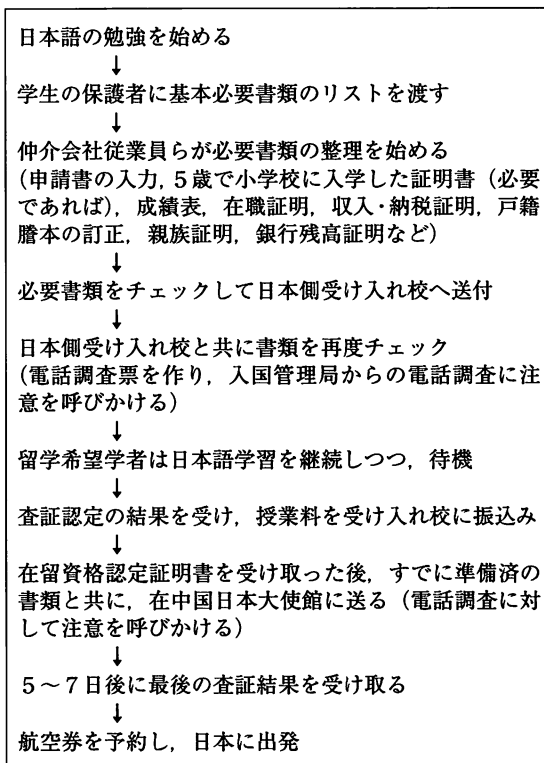 日本語の勉強を始める
↓
学生の保護者に基本必要書類のリストを渡す
↓
仲介会社従業員らが必要書類の整理を始める
(申請書の入力，5歳で小学校に入学した証明書（必要
であれば），成績表，在職証明，収入・納税証明，戸籍
謄本の訂正，親族証明，銀行残高証明など）
↓
必要書類をチェックして日本側受け入れ校へ送付
↓
日本側受け入れ校と共に書類を再度チェック
(電話調査票を作り，入国管理局からの電話調査に注
意を呼びかける）
↓
留学希望学者は日本語学習を継続しつつ，待機
↓
査証認定の結果を受け，授業料を受け入れ校に振込み
↓
在留資格認定証明書を受け取った後，すでに準備済の
書類と共に，在中国日本大使館に送る（電話調査に対
して注意を呼びかける）
↓
5～7日後に最後の査証結果を受け取る
↓
航空券を予約し，日本に出発